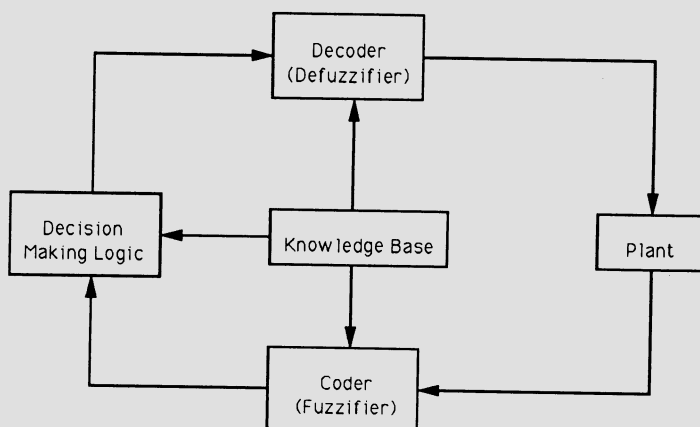 Decoder
(Defuzzifier)
Decision
Making Logic
Knowledge Base
Plant
Coder
(Fuzzifier)